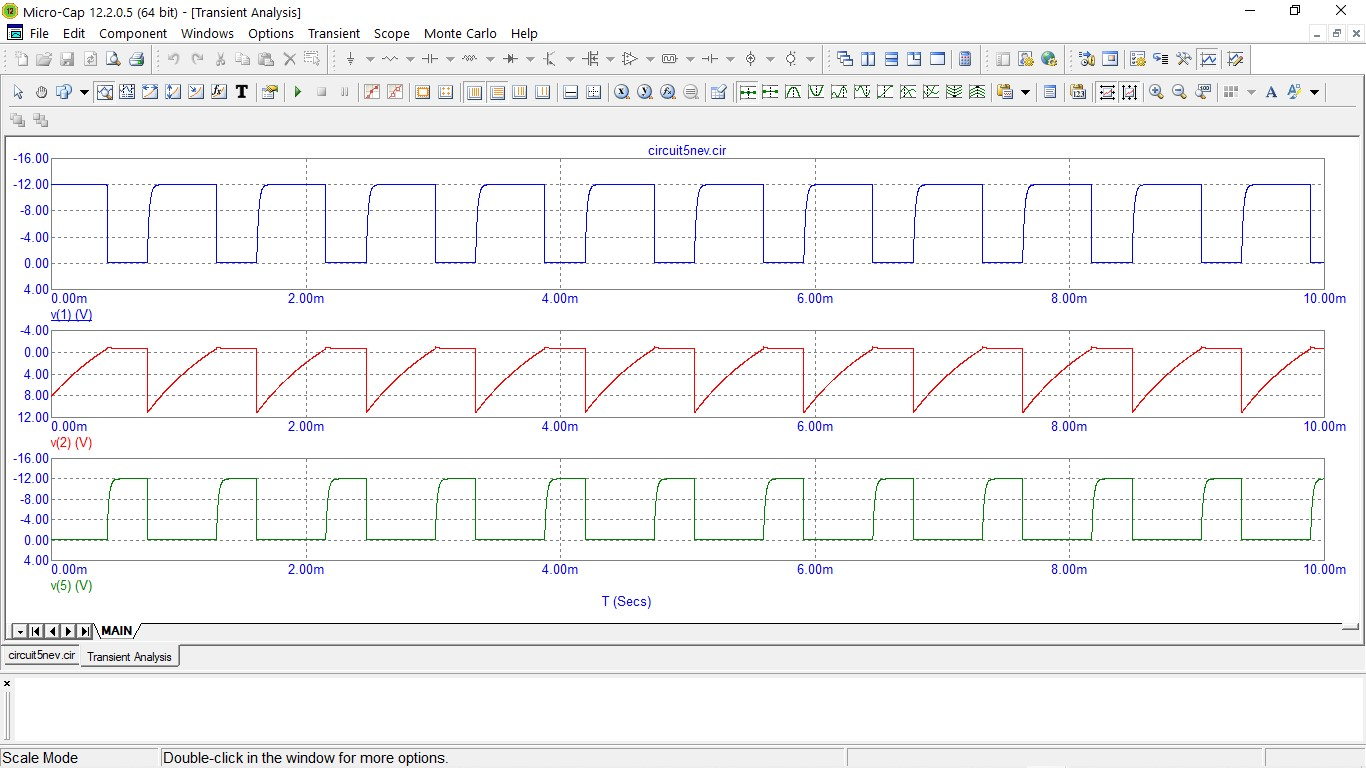 Micro-Cap 12.2.0.5 (64 bit) - [Transient Analysis]
File Edit Component Windows Options Transient Scope Monte Carlo Help
circuit5nev.cir
-16.00
-12.00
-8.00
-4.00
0.00
4.00
0.00m 2.00m 4.00m 6.00m 8.00m 10.00m
v(1) (V)
-4.00
0.00
4.00
8.00
12.00
0.00m 2.00m 4.00m 6.00m 8.00m 10.00m
v(2) (V)
-16.00
-12.00
-8.00
-4.00
0.00
4.00
0.00m 2.00m 4.00m 6.00m 8.00m 10.00m
v(5) (V)
T (Secs)
MAIN
circuit5nev.cir Transient Analysis
Scale Mode Double-click in the window for more options.